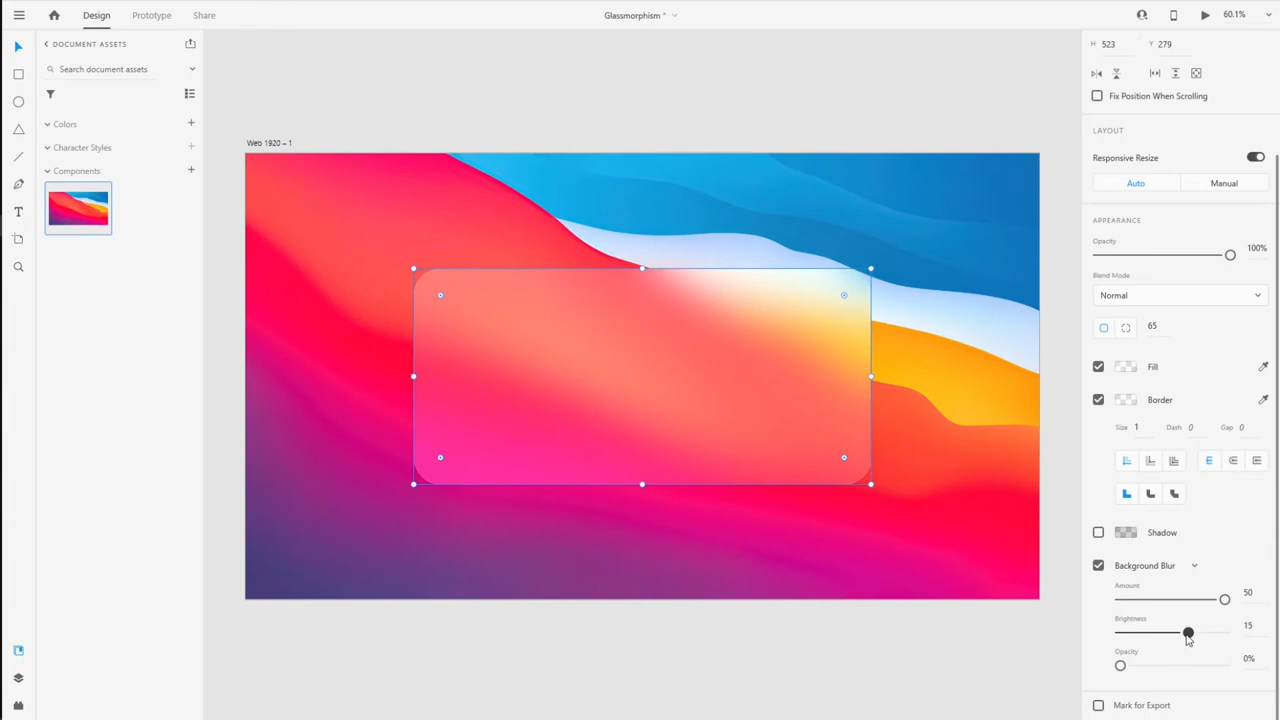 Design
Prototype
Share
Glassmorphism *
60.1%
DOCUMENT ASSETS
Search document assets
Colors
Character Styles
Components
T
Web 1920 – 1
H 523 Y 279
Fix Position When Scrolling
LAYOUT
Responsive Resize
Auto Manual
APPEARANCE
Opacity
100%
Blend Mode
Normal
65
Fill
Border
Size 1 Dash 0 Gap 0
Shadow
Background Blur
Amount
50
Brightness
15
Opacity
0%
Mark for Export